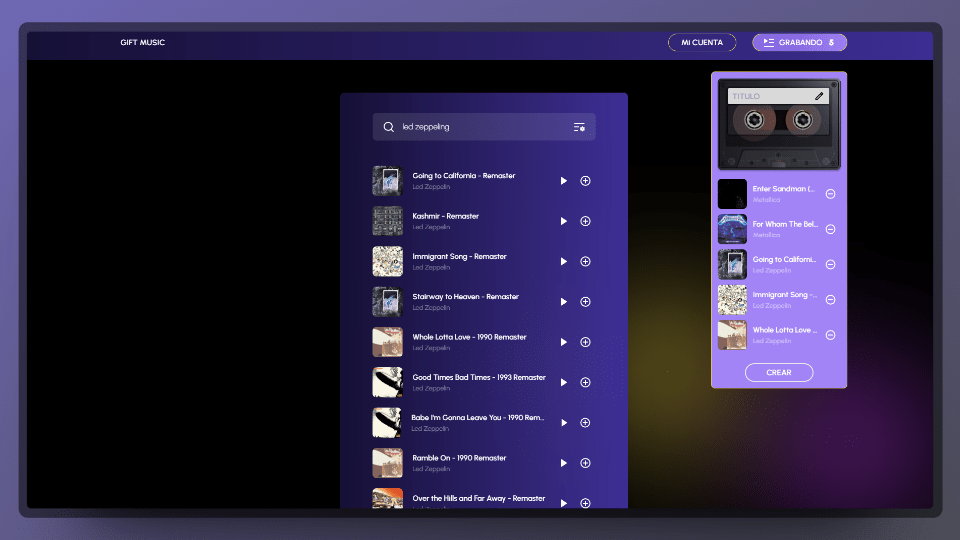 GIFT MUSIC
MI CUENTA
GRABANDO 5
led zeppeling
Going to California - Remaster
Led Zeppelin
Kashmir - Remaster
Led Zeppelin
Immigrant Song - Remaster
Led Zeppelin
Stairway to Heaven - Remaster
Led Zeppelin
Whole Lotta Love - 1990 Remaster
Led Zeppelin
Good Times Bad Times - 1993 Remaster
Led Zeppelin
Babe I'm Gonna Leave You - 1990 Rem...
Led Zeppelin
Ramble On - 1990 Remaster
Led Zeppelin
Over the Hills and Far Away - Remaster
TITULO
Enter Sandman (...
Metallica
For Whom The Bel...
Metallica
Going to Californi...
Led Zeppelin
Immigrant Song -...
Led Zeppelin
Whole Lotta Love ...
Led Zeppelin
CREAR